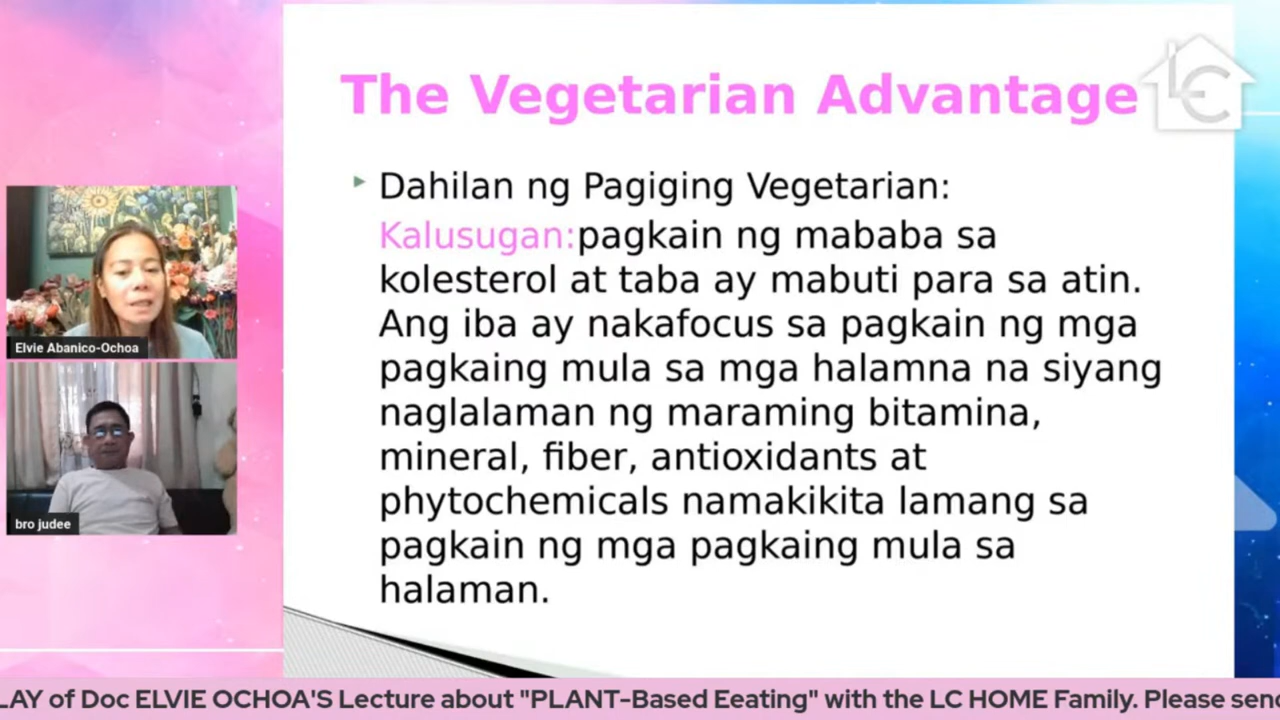 The Vegetarian Advantage
LC
Dahilan ng Pagiging Vegetarian:
Kalusugan:pagkain ng mababa sa
kolesterol at taba ay mabuti para sa atin.
Ang iba ay nakafocus sa pagkain ng mga
pagkaing mula sa mga halamna na siyang
naglalaman ng maraming bitamina,
mineral, fiber, antioxidants at
phytochemicals namakikita lamang sa
pagkain ng mga pagkaing mula sa
halaman.
Elvie Abanico-Ochoa
bro judee
LAY of Doc ELVIE OCHOA'S Lecture about "PLANT-Based Eeating" with the LC HOME Family. Please send